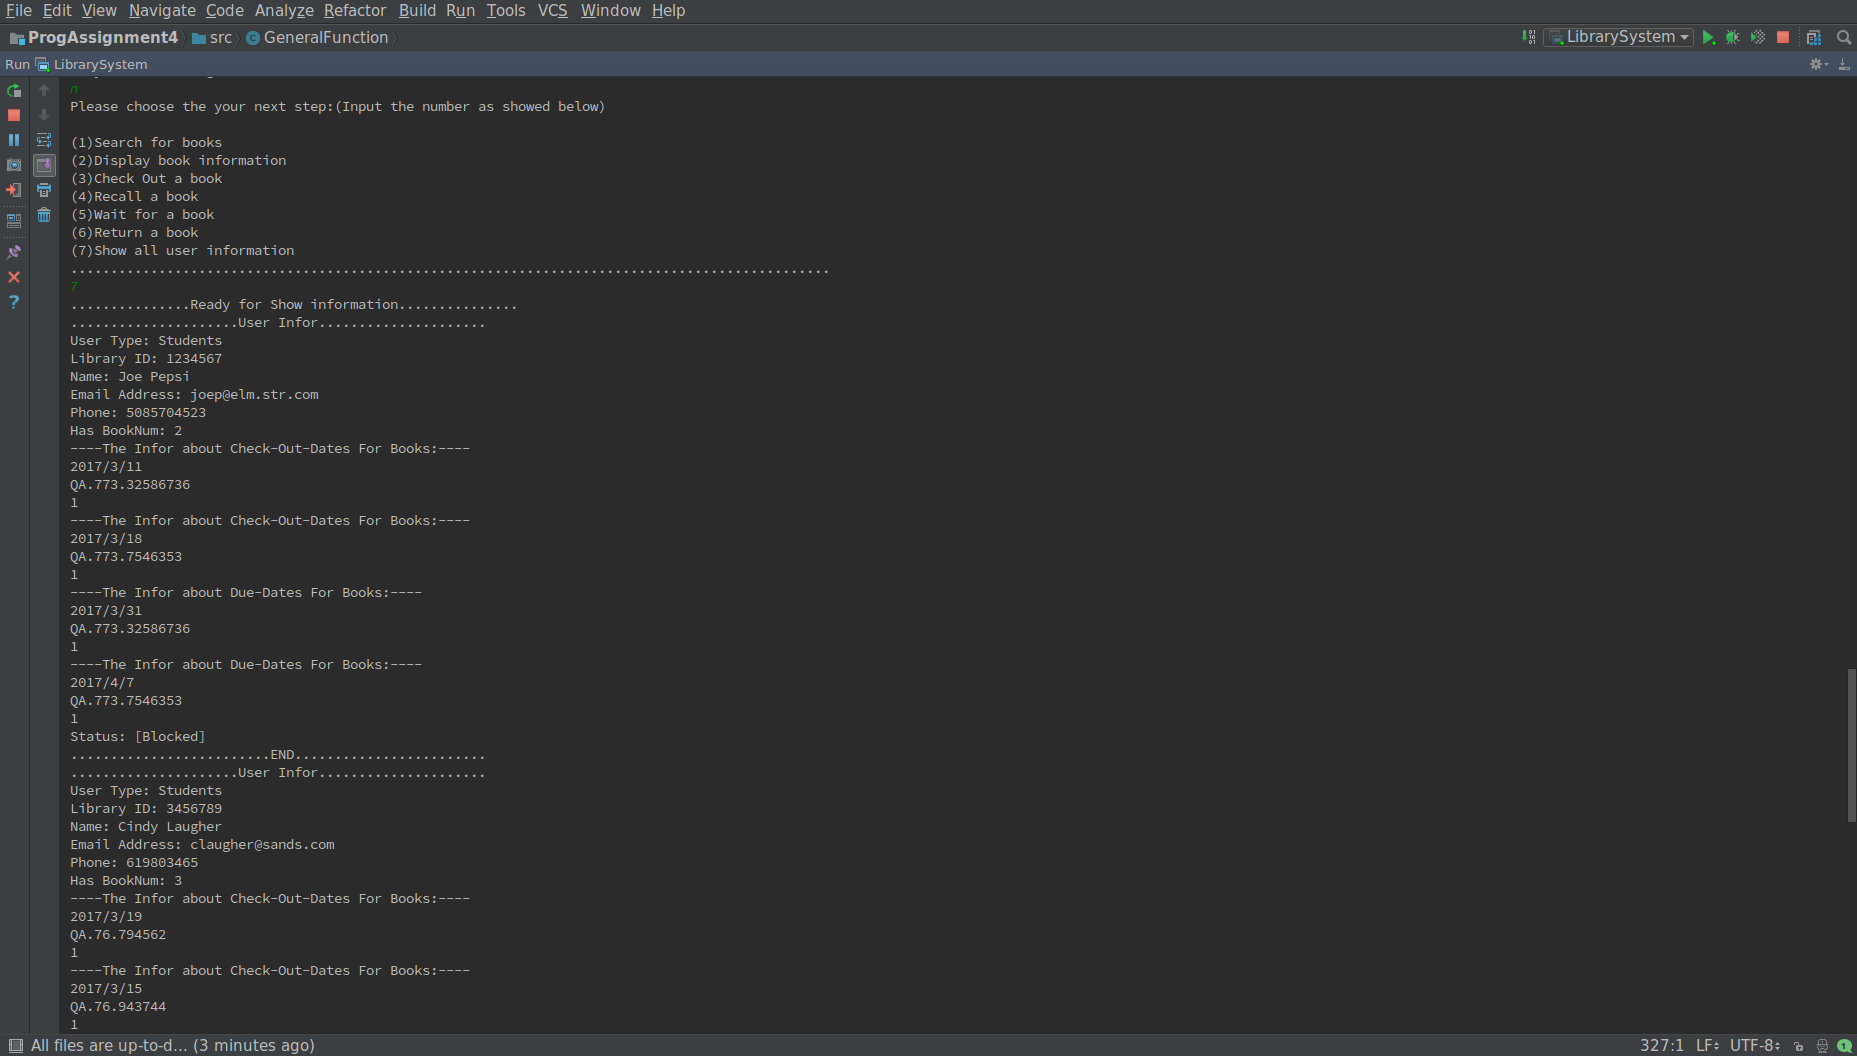 File Edit View Navigate Code Analyze Refactor Build Run Tools VCS Window Help
ProgAssignment4 src GeneralFunction LibrarySystem
Run LibrarySystem
n
Please choose the your next step:(Input the number as showed below)
(1)Search for books
(2)Display book information
(3)Check Out a book
(4)Recall a book
(5)Wait for a book
(6)Return a book
(7)Show all user information
...............................................................................................
7
...............Ready for Show information...............
.....................User Infor.....................
User Type: Students
Library ID: 1234567
Name: Joe Pepsi
Email Address: joep@elm.str.com
Phone: 5085704523
Has BookNum: 2
----The Infor about Check-Out-Dates For Books:----
2017/3/11
QA.773.32586736
1
----The Infor about Check-Out-Dates For Books:----
2017/3/18
QA.773.7546353
1
----The Infor about Due-Dates For Books:----
2017/3/31
QA.773.32586736
1
----The Infor about Due-Dates For Books:----
2017/4/7
QA.773.7546353
1
Status: [Blocked]
.........................END........................
.....................User Infor.....................
User Type: Students
Library ID: 3456789
Name: Cindy Laugher
Email Address: claugher@sands.com
Phone: 619803465
Has BookNum: 3
----The Infor about Check-Out-Dates For Books:----
2017/3/19
QA.76.794562
1
----The Infor about Check-Out-Dates For Books:----
2017/3/15
QA.76.943744
1
All files are up-to-d... (3 minutes ago) 327:1 LF UTF-8 1